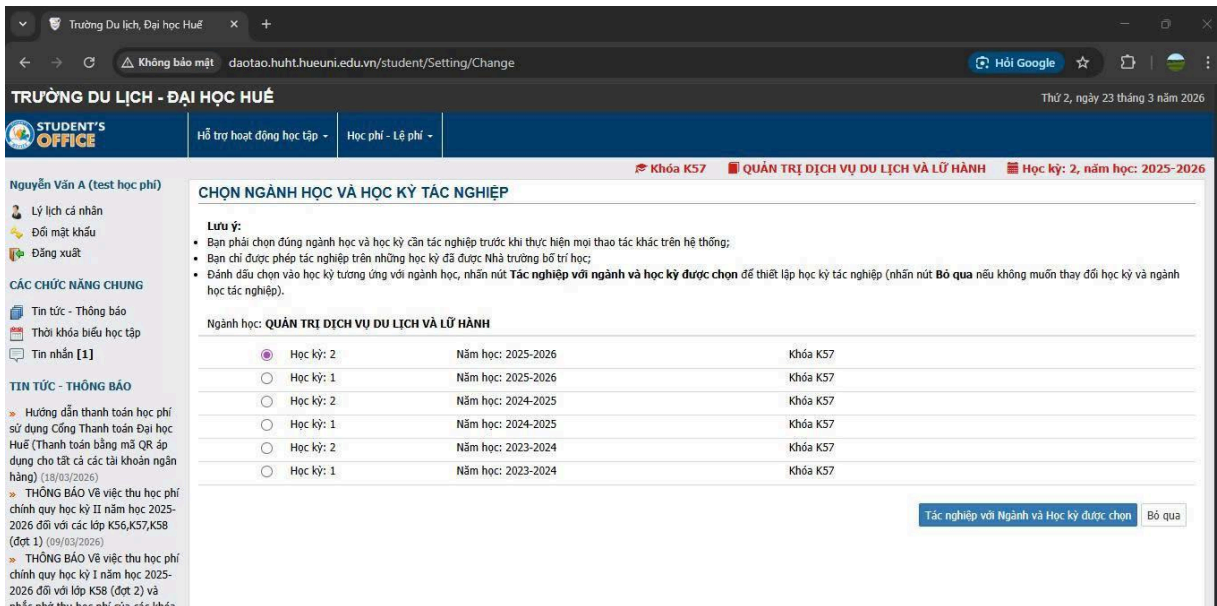 Trường Du lịch, Đại học Huế
Không bảo mật daotao.huht.hueuni.edu.vn/student/Setting/Change
Hỏi Google
TRƯỜNG DU LỊCH - ĐẠI HỌC HUẾ
Thứ 2, ngày 23 tháng 3 năm 2026
STUDENT'S
OFFICE
Hỗ trợ hoạt động học tập
Học phí - Lệ phí
Khóa K57
QUẢN TRỊ DỊCH VỤ DU LỊCH VÀ LỮ HÀNH
Học kỳ: 2, năm học: 2025-2026
Nguyễn Văn A (test học phí)
Lý lịch cá nhân
Đổi mật khẩu
Đăng xuất
CÁC CHỨC NĂNG CHUNG
Tin tức - Thông báo
Thời khóa biểu học tập
Tin nhắn [1]
TIN TỨC - THÔNG BÁO
» Hướng dẫn thanh toán học phí
sử dụng Cổng Thanh toán Đại học
Huế (Thanh toán bằng mã QR áp
dụng cho tất cả các tài khoản ngân
hàng) (18/03/2026)
» THÔNG BÁO Về việc thu học phí
chính quy học kỳ II năm học 2025-
2026 đối với các lớp K56,K57,K58
(đợt 1) (09/03/2026)
» THÔNG BÁO Về việc thu học phí
chính quy học kỳ I năm học 2025-
2026 đối với lớp K58 (đợt 2) và
CHỌN NGÀNH HỌC VÀ HỌC KỲ TÁC NGHIỆP
Lưu ý:
• Bạn phải chọn đúng ngành học và học kỳ cần tác nghiệp trước khi thực hiện mọi thao tác khác trên hệ thống;
• Bạn chỉ được phép tác nghiệp trên những học kỳ đã được Nhà trường bố trí học;
• Đánh dấu chọn vào học kỳ tương ứng với ngành học, nhấn nút Tác nghiệp với ngành và học kỳ được chọn để thiết lập học kỳ tác nghiệp (nhấn nút Bỏ qua nếu không muốn thay đổi học kỳ và ngành
học tác nghiệp).
Ngành học: QUẢN TRỊ DỊCH VỤ DU LỊCH VÀ LỮ HÀNH
Học kỳ: 2 Năm học: 2025-2026 Khóa K57
Học kỳ: 1 Năm học: 2025-2026 Khóa K57
Học kỳ: 2 Năm học: 2024-2025 Khóa K57
Học kỳ: 1 Năm học: 2024-2025 Khóa K57
Học kỳ: 2 Năm học: 2023-2024 Khóa K57
Học kỳ: 1 Năm học: 2023-2024 Khóa K57
Tác nghiệp với Ngành và Học kỳ được chọn
Bỏ qua